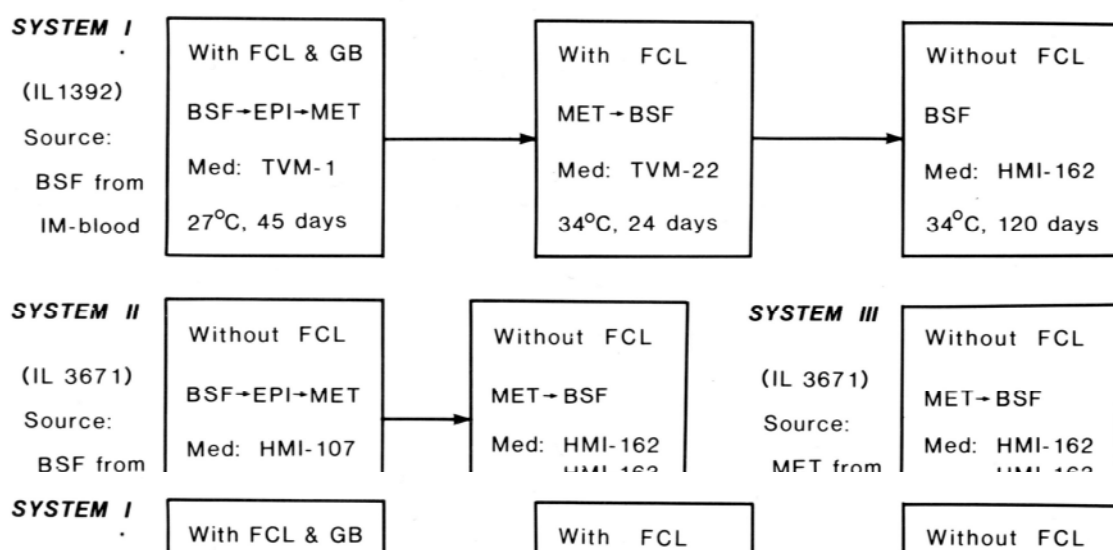 SYSTEM I
(IL1392)
Source:
BSF from
IM-blood
With FCL & GB
BSF→EPI→MET
Med: TVM-1
27°C, 45 days
With FCL
MET→BSF
Med: TVM-22
34°C, 24 days
Without FCL
BSF
Med: HMI-162
34°C, 120 days
SYSTEM II
(IL 3671)
Source:
BSF from
Without FCL
BSF→EPI→MET
Med: HMI-107
Without FCL
MET→BSF
Med: HMI-162
SYSTEM III
(IL 3671)
Source:
MET from
Without FCL
MET→BSF
Med: HMI-162
SYSTEM I
With FCL & GB
With FCL
Without FCL